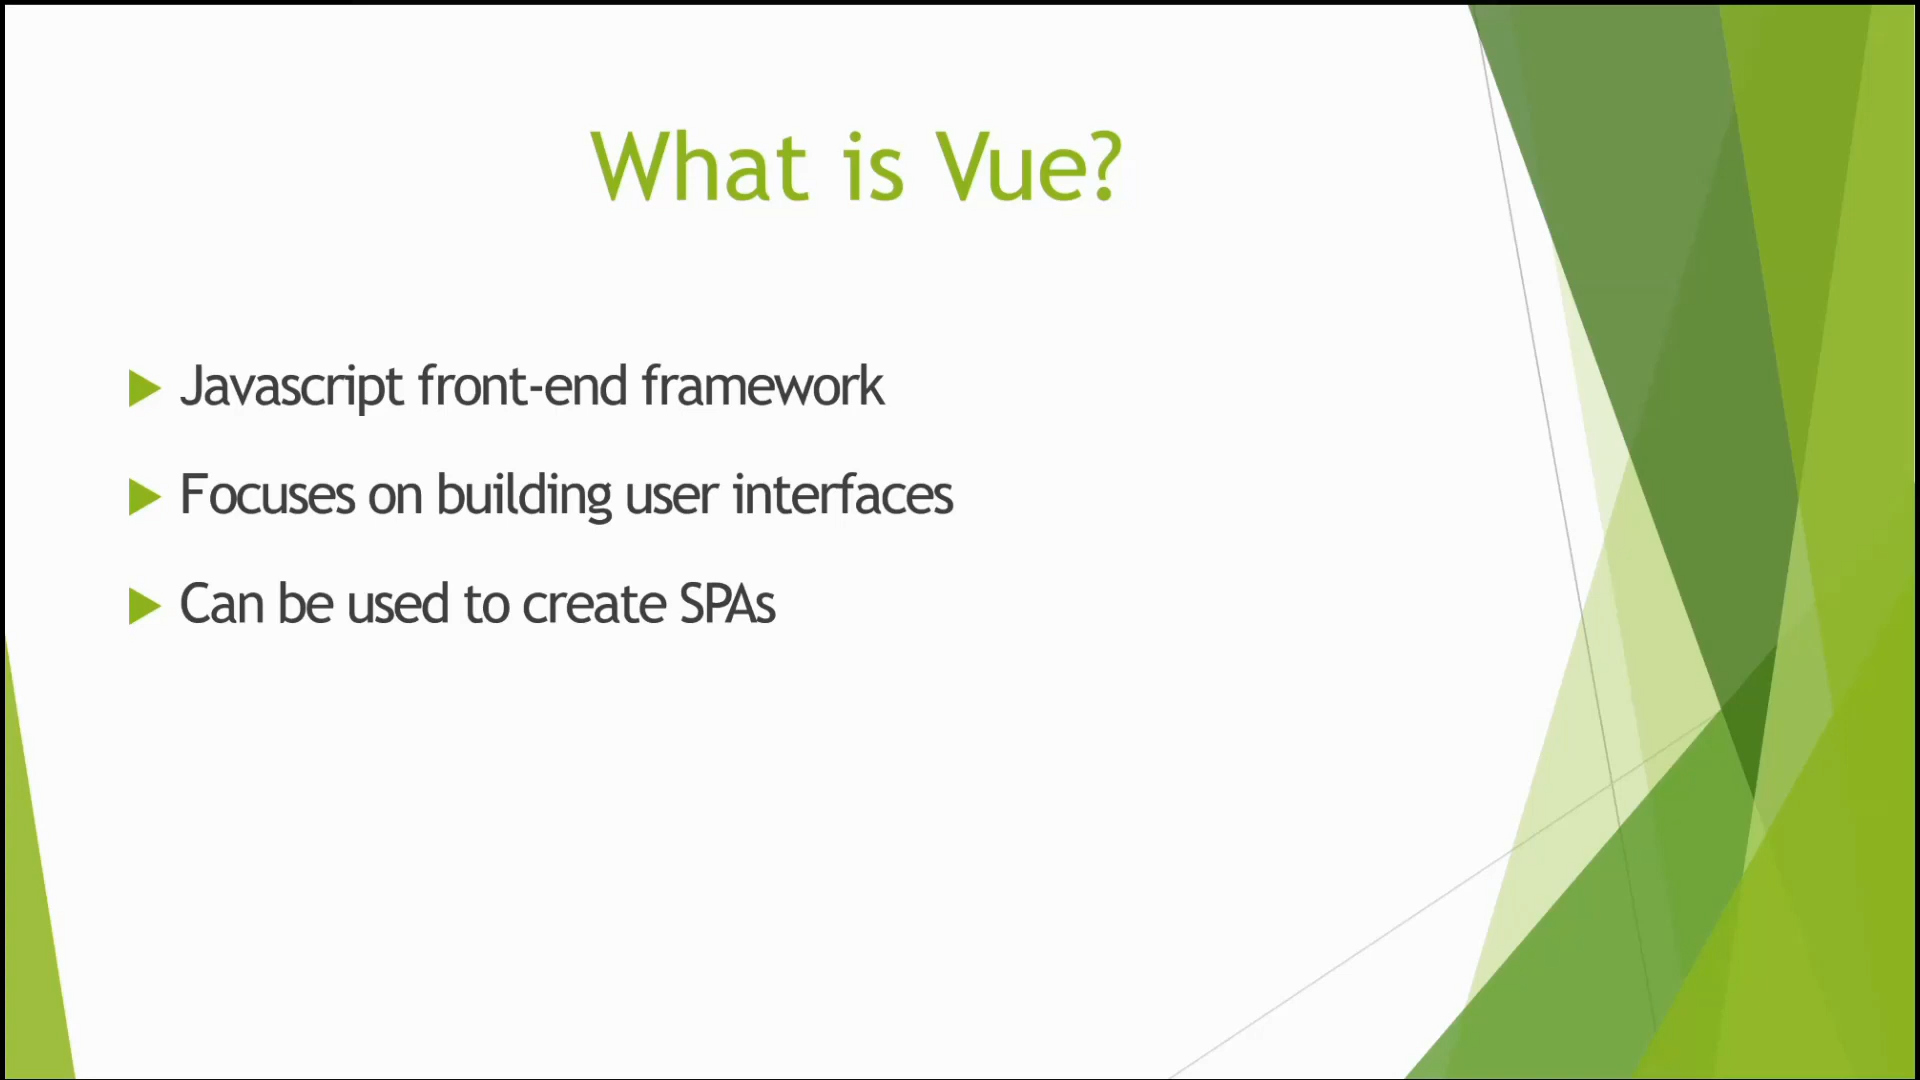 What is Vue?
Javascript front-end framework
Focuses on building user interfaces
Can be used to create SPAs